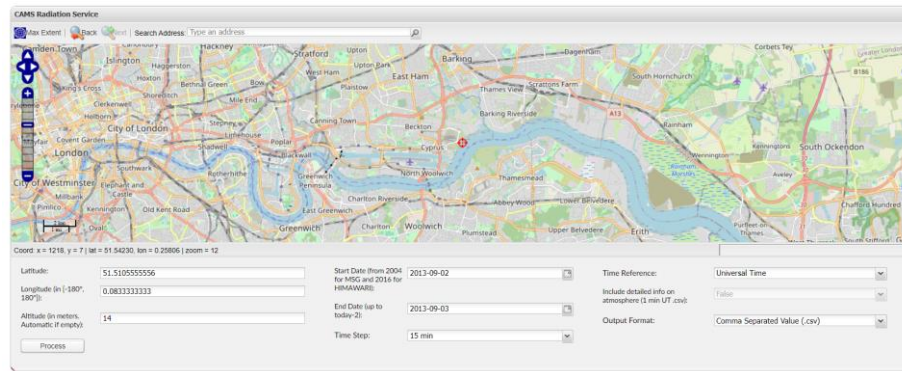 CAMS Radiation Service
Max Extent Back Next Search Address: Type an address
Camden Town Hackney Upton Dagenham Corbets Tey
Islington Haggerston Stratford Barking
Hoxton West Ham Upton Park South Hornchurch B186
King's Cross Bethnal Green Bow East Ham Thames View Scrattons Farm
Shoreditch Mile End Plaistow
Clerkenwell Barking Riverside A13
Holborn Stepney Canning Town Beckton Rainham
City of London Limehouse
Covent Garden Shadwell Poplar Cyprus Wennington Kenningtons South Ockendon
London Blackwall
Southwark Rotherhithe North Woolwich Thamesmead Rainham Marshes Aveley
City of Westminster Elephant and Castle Greenwich Peninsula
Millbank Charlton Riverside Abbey Wood Lower Belvedere Chafford Hundred
Pimlico Kennington Old Kent Road East Greenwich
Oval Greenwich Charlton Woolwich Plumstead Upper Belvedere Erith Purfleet-on-Thames
Coord. x = 1218, y = 7 | lat = 51.54230, lon = 0.25806 | zoom = 12
Latitude: 51.5105555556
Longitude (in [-180°, 180°]): 0.0833333333
Altitude (in meters. Automatic if empty): 14
Process
Start Date (from 2004 for MSG and 2016 for HIMAWARI): 2013-09-02
End Date (up to today-2): 2013-09-03
Time Step: 15 min
Time Reference: Universal Time
Include detailed info on atmosphere (1 min UT .csv): False
Output Format: Comma Separated Value (.csv)